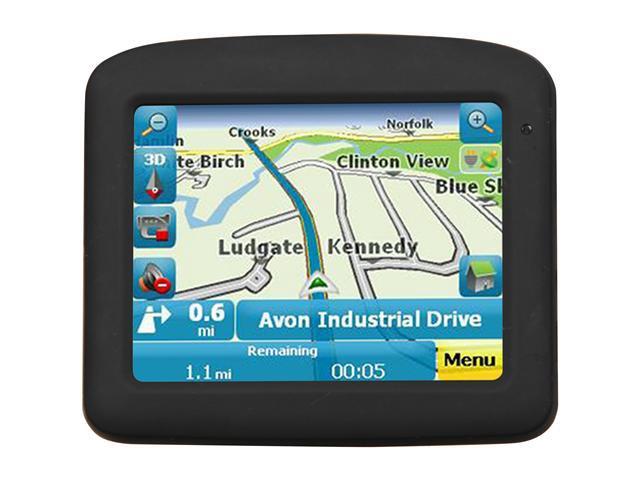 Crooks
Norfolk
te Birch
Clinton View
3D
Blue S
Ludgate
Kennedy
0.6
mi
Avon Industrial Drive
Remaining
1.1 mi
00:05
Menu